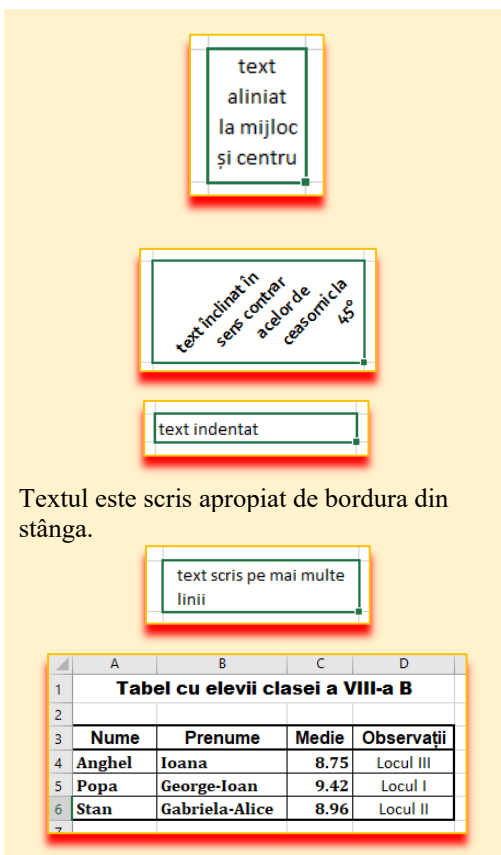 text
aliniat
la mijloc
și centru
text înclinat în
sens contrar
acelor de
ceasornic la
45°
text indentat
Textul este scris apropiat de bordura din
stânga.
text scris pe mai multe
linii
A B C D
1 Tabel cu elevii clasei a VIII-a B
2
3 Nume Prenume Medie Observații
4 Anghel Ioana 8.75 Locul III
5 Popa George-Ioan 9.42 Locul I
6 Stan Gabriela-Alice 8.96 Locul II
7